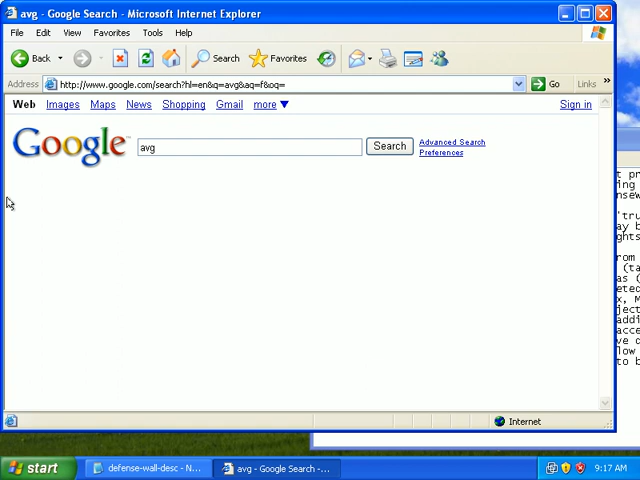 avg - Google Search - Microsoft Internet Explorer
File Edit View Favorites Tools Help
Back Search Favorites
Address http://www.google.com/search?hl=en&q=avg&aq=f&oq= Go Links
Web Images Maps News Shopping Gmail more ▼ Sign in
Google avg Search Advanced Search
Preferences
Internet
start defense-wall-desc - N... avg - Google Search -... 9:17 AM